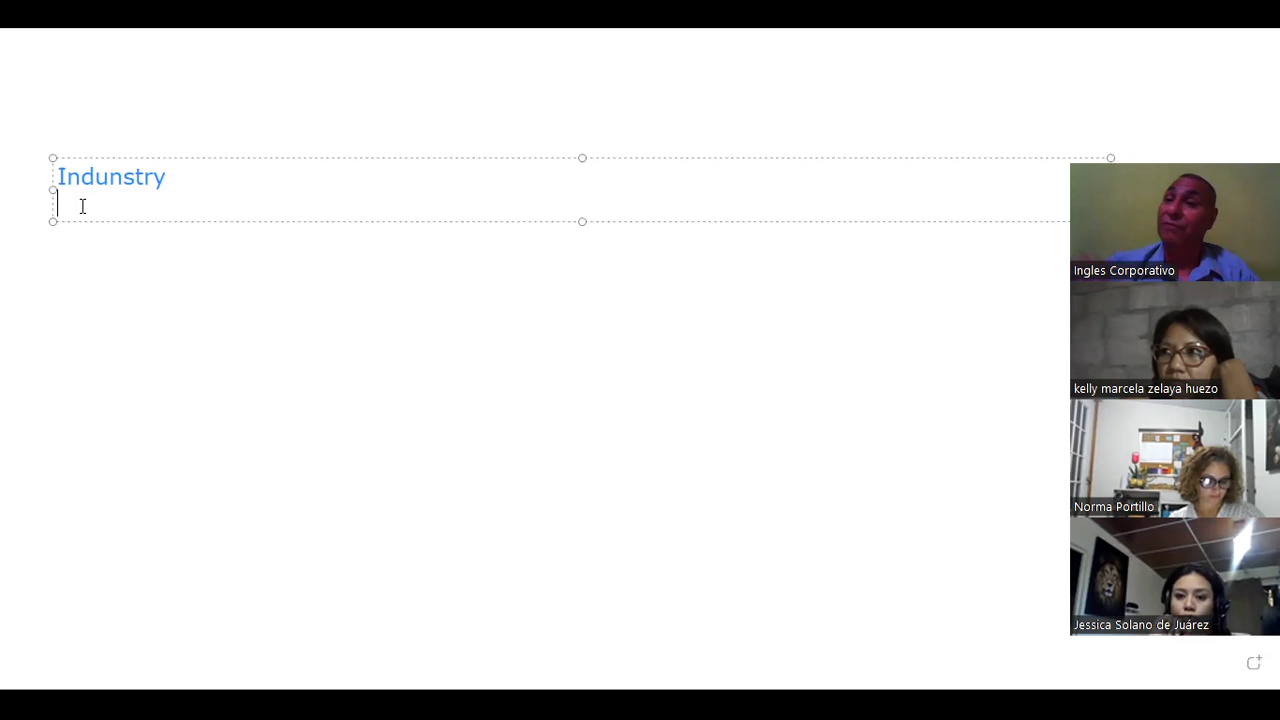 Indunstry
Ingles Corporativo
kelly marcela zelaya huezo
Norma Portillo
Jessica Solano de Juárez